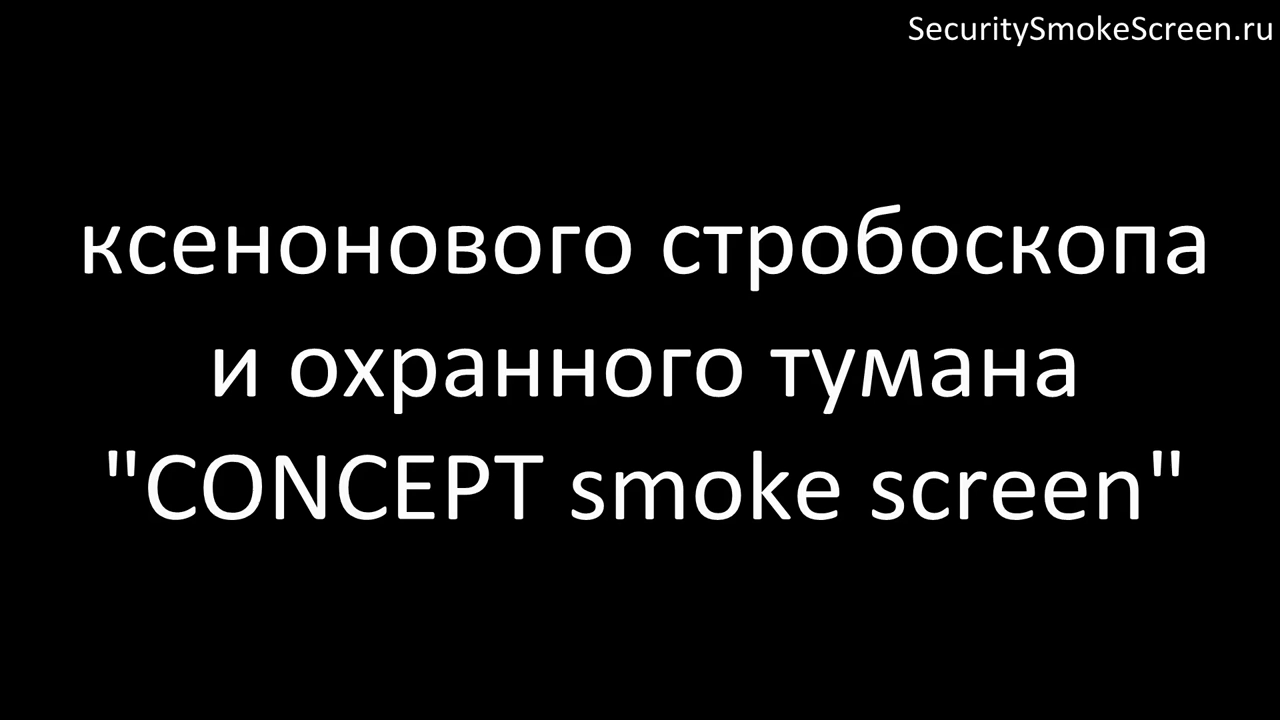 SecuritySmokeScreen.ru
ксенонового стробоскопа
и охранного тумана
"CONCEPT smoke screen"